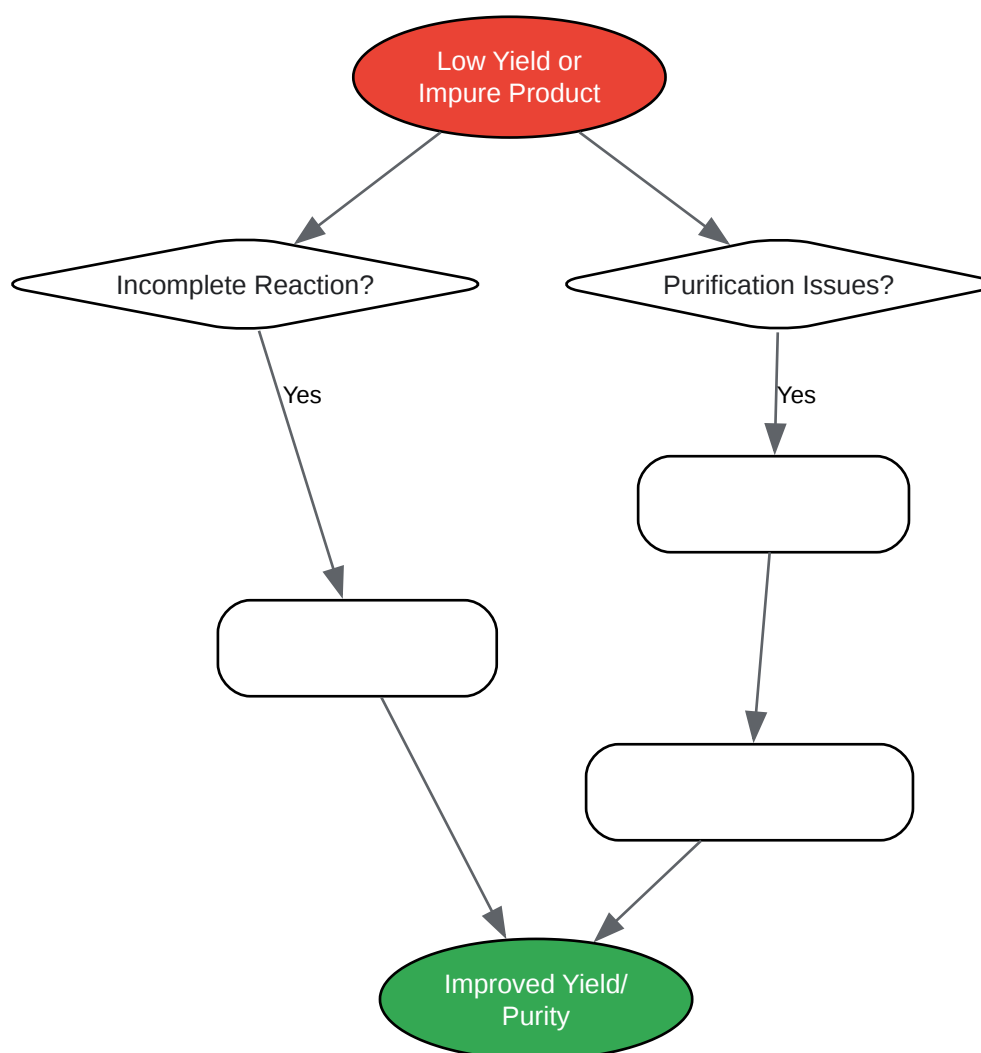 Low Yield or
Impure Product
Incomplete Reaction?
Purification Issues?
Yes
Yes
Improved Yield/
Purity